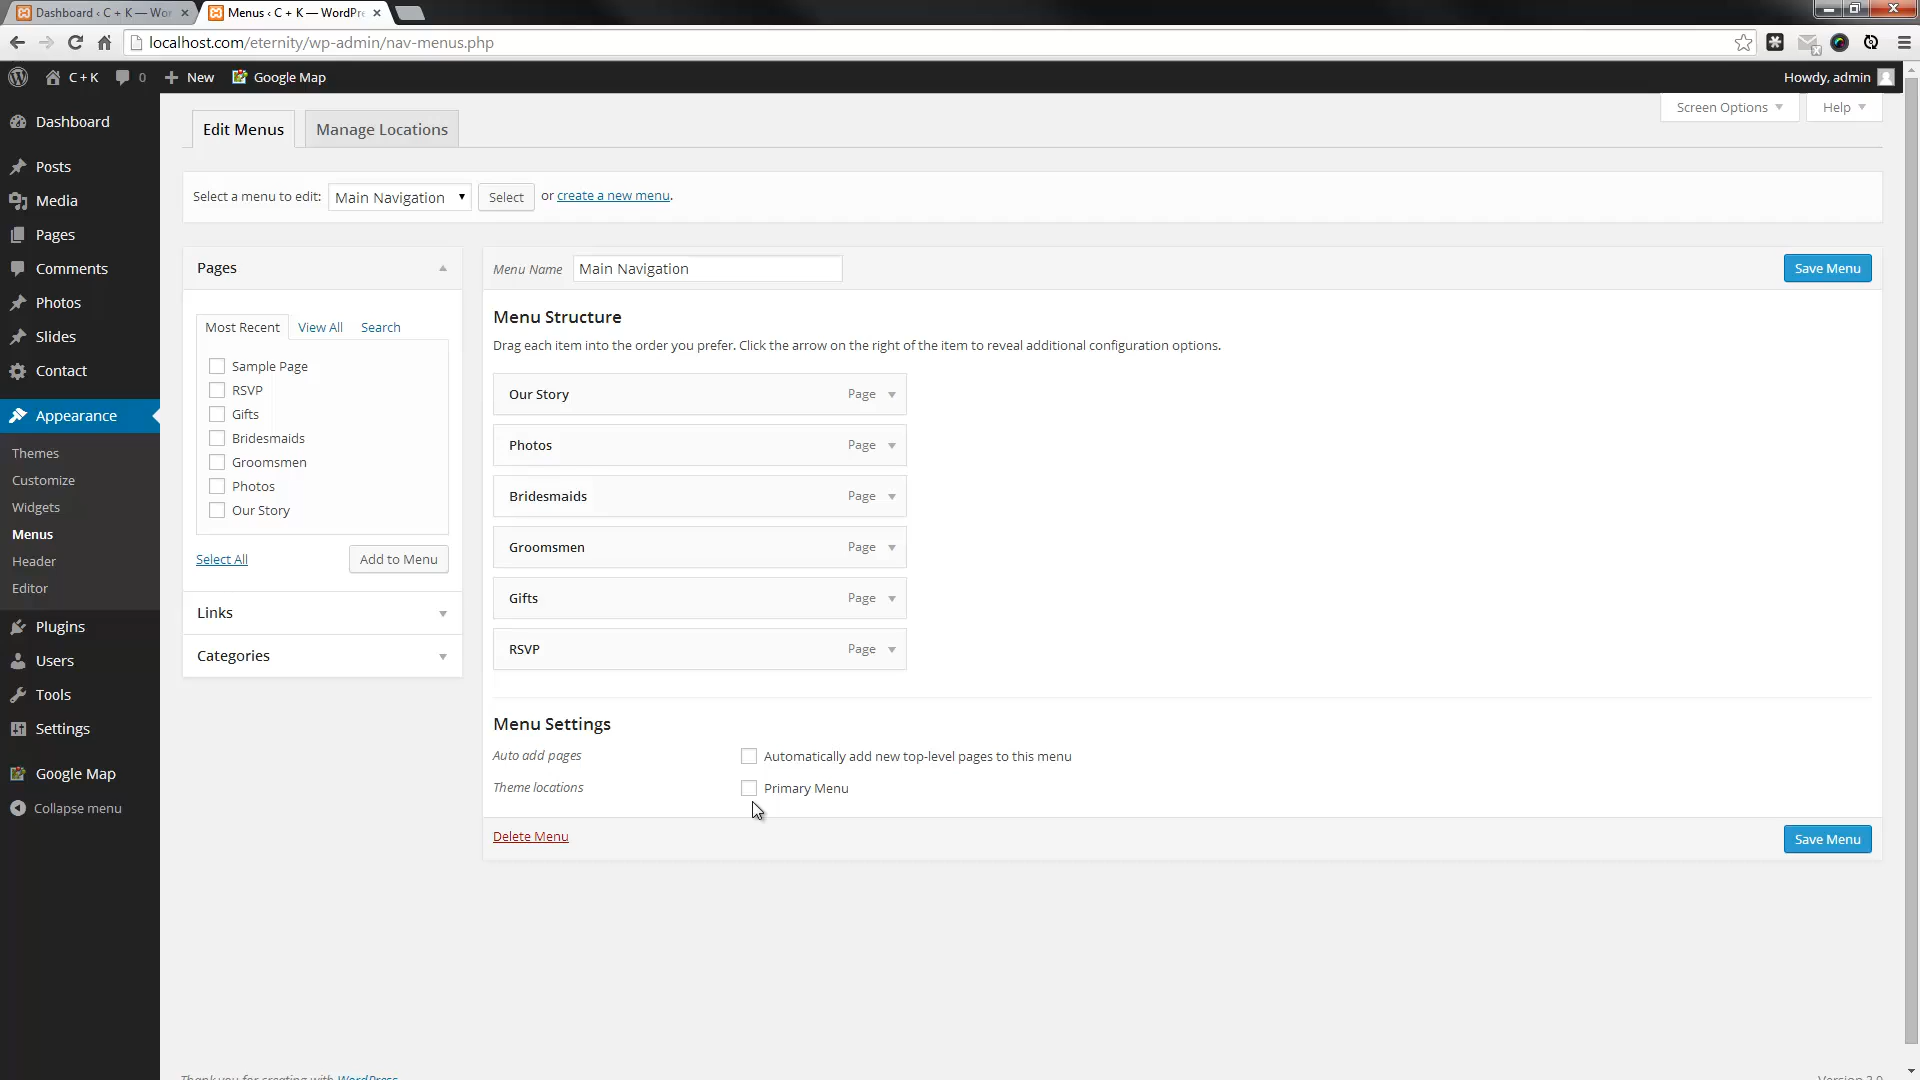 Dashboard ‹ C + K — Wor
Menus ‹ C + K — WordPre
localhost.com/eternity/wp-admin/nav-menus.php
C + K
0
New
Google Map
Howdy, admin
Screen Options
Help
Edit Menus
Manage Locations
Select a menu to edit:
Main Navigation
Select
or create a new menu.
Dashboard
Posts
Media
Pages
Comments
Photos
Slides
Contact
Appearance
Themes
Customize
Widgets
Menus
Header
Editor
Plugins
Users
Tools
Settings
Google Map
Collapse menu
Pages
Most Recent
View All
Search
Sample Page
RSVP
Gifts
Bridesmaids
Groomsmen
Photos
Our Story
Select All
Add to Menu
Links
Categories
Menu Name
Main Navigation
Save Menu
Menu Structure
Drag each item into the order you prefer. Click the arrow on the right of the item to reveal additional configuration options.
Our Story Page
Photos Page
Bridesmaids Page
Groomsmen Page
Gifts Page
RSVP Page
Menu Settings
Auto add pages
Automatically add new top-level pages to this menu
Theme locations
Primary Menu
Delete Menu
Save Menu
Thank you for creating with WordPress